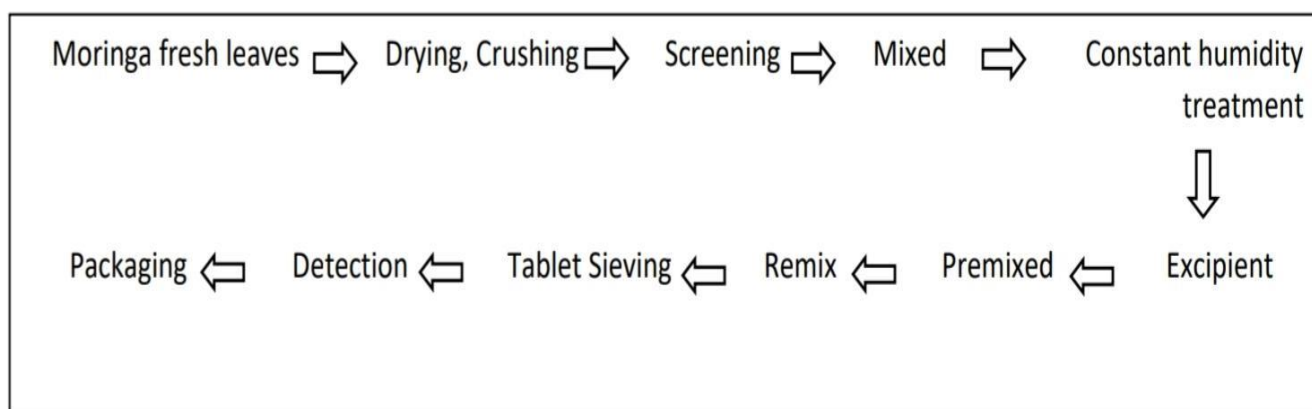 Moringa fresh leaves Drying, Crushing Screening Mixed Constant humidity
treatment
Packaging Detection Tablet Sieving Remix Premixed Excipient